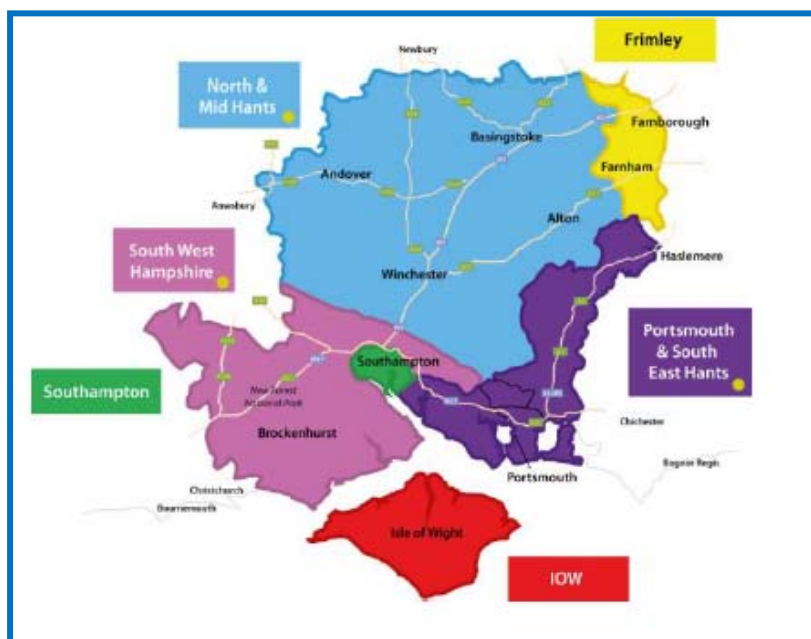 Newbury
Frimley
North &
Mid Hants
Basingstoke
Farnborough
Andover
Farnham
Amesbury
Alton
South West
Hampshire
Winchester
Haslemere
Portsmouth
& South
East Hants
Southampton
Southampton
New Forest
National Park
Brockenhurst
Chichester
Portsmouth
Bognor Regis
Christchurch
Bournemouth
Isle of Wight
IOW